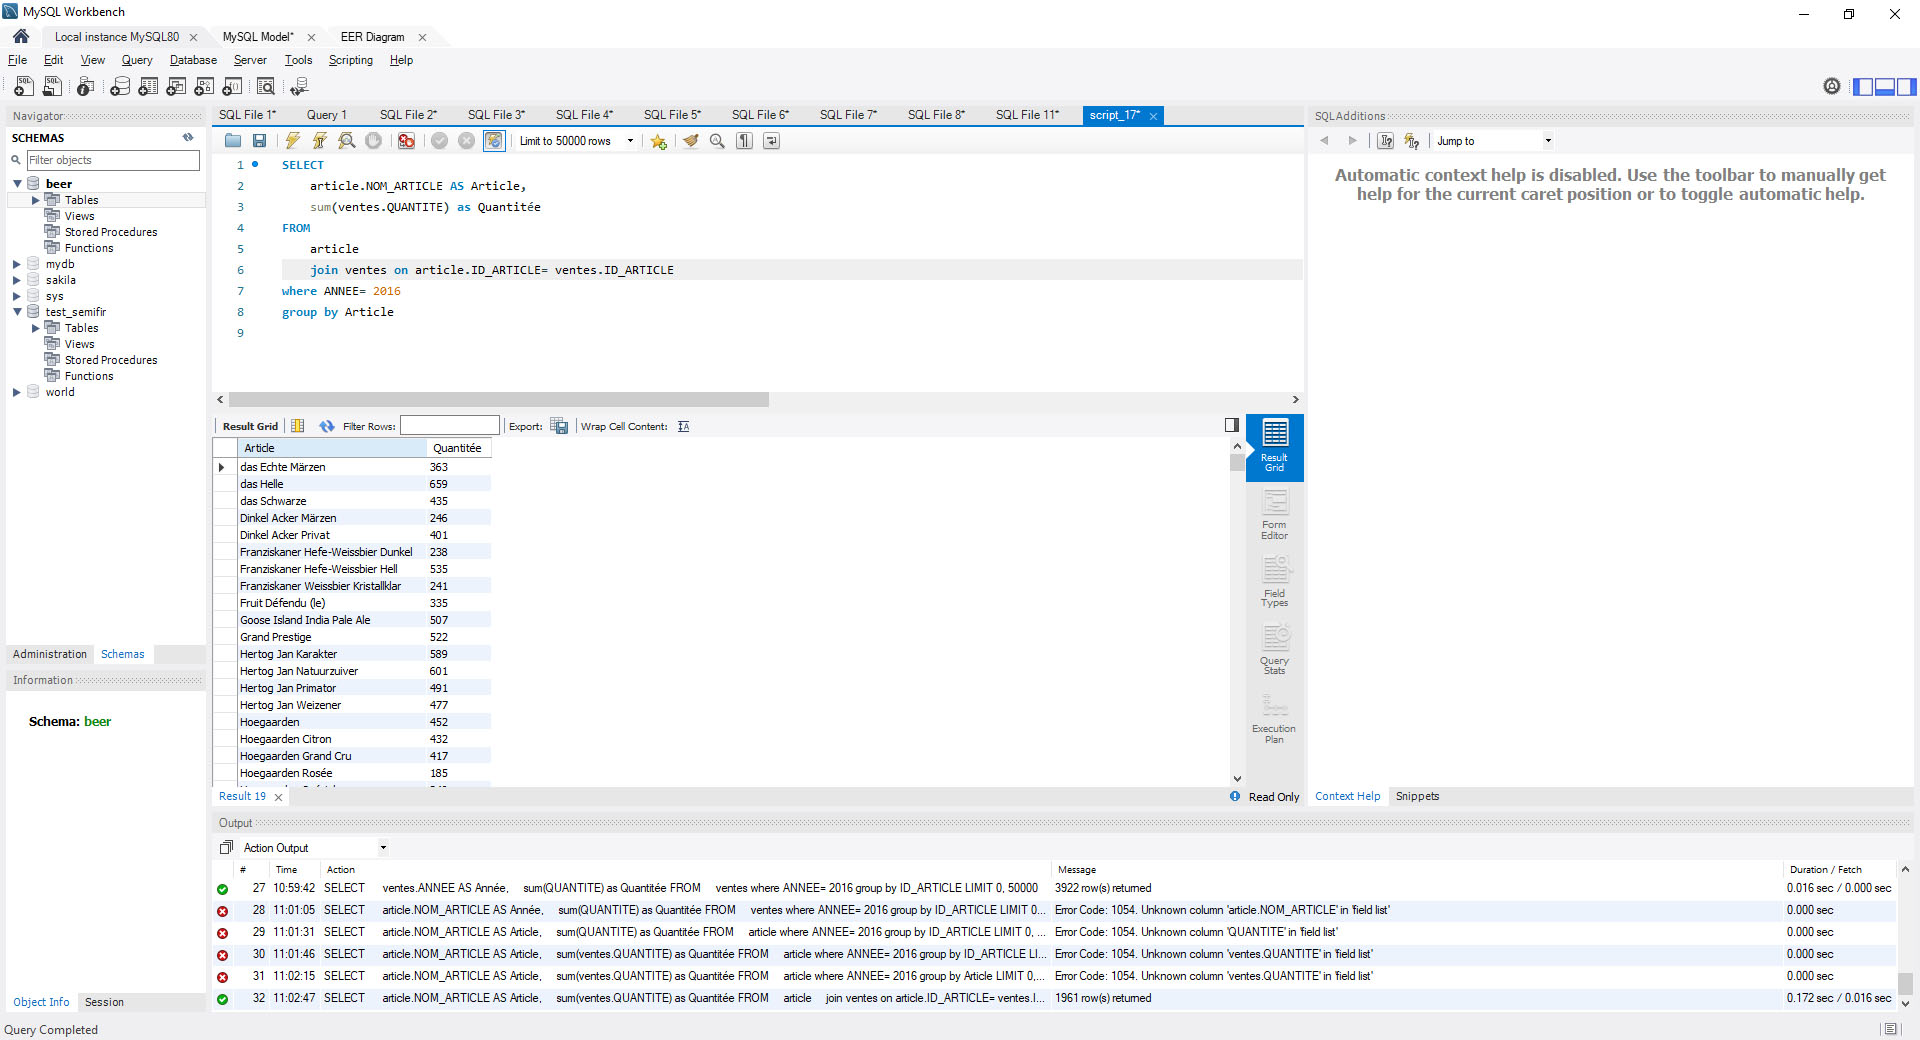 MySQL Workbench
Local instance MySQL80
MySQL Model*
EER Diagram
File Edit View Query Database Server Tools Scripting Help
Navigator
SCHEMAS
Filter objects
beer
Tables
Views
Stored Procedures
Functions
mydb
sakila
sys
test_semifir
Tables
Views
Stored Procedures
Functions
world
Administration Schemas
Information
Schema: beer
Object Info Session
SQL File 1* Query 1 SQL File 2* SQL File 3* SQL File 4* SQL File 5* SQL File 6* SQL File 7* SQL File 8* SQL File 11* script_17*
Limit to 50000 rows
1 SELECT
2 article.NOM_ARTICLE AS Article,
3 sum(ventes.QUANTITE) as Quantitée
4 FROM
5 article
6 join ventes on article.ID_ARTICLE= ventes.ID_ARTICLE
7 where ANNEE= 2016
8 group by Article
9
Result Grid Filter Rows: Export: Wrap Cell Content:
Article Quantitée
das Echte Märzen 363
das Helle 659
das Schwarze 435
Dinkel Acker Märzen 246
Dinkel Acker Privat 401
Franziskaner Hefe-Weissbier Dunkel 238
Franziskaner Hefe-Weissbier Hell 535
Franziskaner Weissbier Kristallklar 241
Fruit Défendu (le) 335
Goose Island India Pale Ale 507
Grand Prestige 522
Hertog Jan Karakter 589
Hertog Jan Natuurzuiver 601
Hertog Jan Primator 491
Hertog Jan Weizener 477
Hoegaarden 452
Hoegaarden Citron 432
Hoegaarden Grand Cru 417
Hoegaarden Rosée 185
Result Grid
Form Editor
Field Types
Query Stats
Execution Plan
Result 19
Read Only
SQLAdditions
Jump to
Automatic context help is disabled. Use the toolbar to manually get
help for the current caret position or to toggle automatic help.
Context Help Snippets
Output
Action Output
# Time Action Message Duration / Fetch
27 10:59:42 SELECT ventes.ANNEE AS Année, sum(QUANTITE) as Quantitée FROM ventes where ANNEE= 2016 group by ID_ARTICLE LIMIT 0, 50000 3922 row(s) returned 0.016 sec / 0.000 sec
28 11:01:05 SELECT article.NOM_ARTICLE AS Année, sum(QUANTITE) as Quantitée FROM ventes where ANNEE= 2016 group by ID_ARTICLE LIMIT 0... Error Code: 1054. Unknown column 'article.NOM_ARTICLE' in 'field list' 0.000 sec
29 11:01:31 SELECT article.NOM_ARTICLE AS Article, sum(QUANTITE) as Quantitée FROM article where ANNEE= 2016 group by ID_ARTICLE LIMIT 0, ... Error Code: 1054. Unknown column 'QUANTITE' in 'field list' 0.000 sec
30 11:01:46 SELECT article.NOM_ARTICLE AS Article, sum(ventes.QUANTITE) as Quantitée FROM article where ANNEE= 2016 group by ID_ARTICLE LI... Error Code: 1054. Unknown column 'ventes.QUANTITE' in 'field list' 0.000 sec
31 11:02:15 SELECT article.NOM_ARTICLE AS Article, sum(ventes.QUANTITE) as Quantitée FROM article where ANNEE= 2016 group by Article LIMIT 0,... Error Code: 1054. Unknown column 'ventes.QUANTITE' in 'field list' 0.000 sec
32 11:02:47 SELECT article.NOM_ARTICLE AS Article, sum(ventes.QUANTITE) as Quantitée FROM article join ventes on article.ID_ARTICLE= ventes.I... 1961 row(s) returned 0.172 sec / 0.016 sec
Query Completed